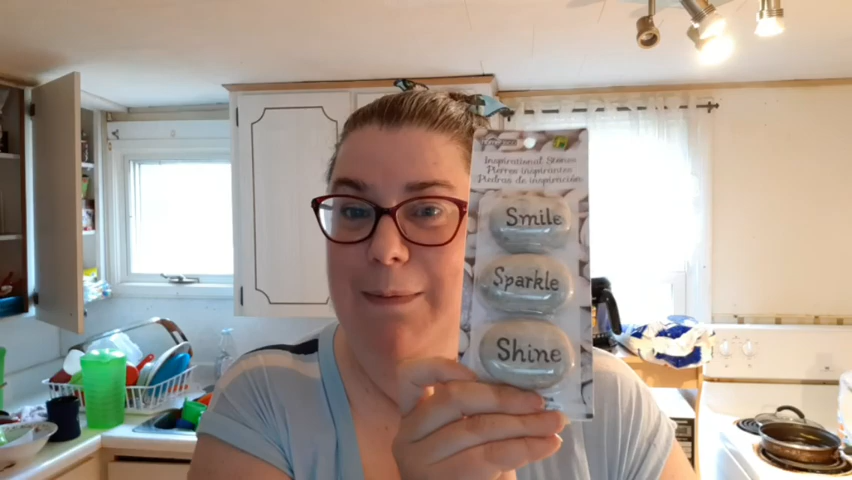 Inspirational Stones
Pierres inspirantes
Piedras de inspiración
Smile
Sparkle
Shine